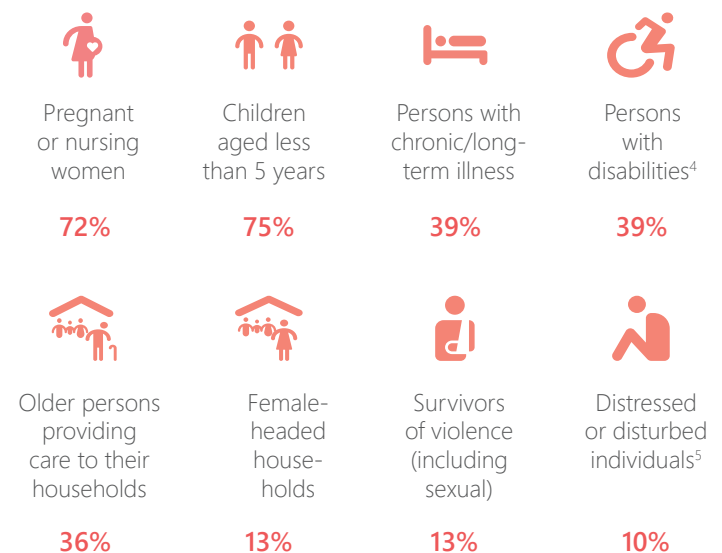 Pregnant
or nursing
women
72%
Children
aged less
than 5 years
75%
Persons with
chronic/long-
term illness
39%
Persons
with
disabilities⁴
39%
Older persons
providing
care to their
households
36%
Female-
headed
house-
holds
13%
Survivors
of violence
(including
sexual)
13%
Distressed
or disturbed
individuals⁵
10%